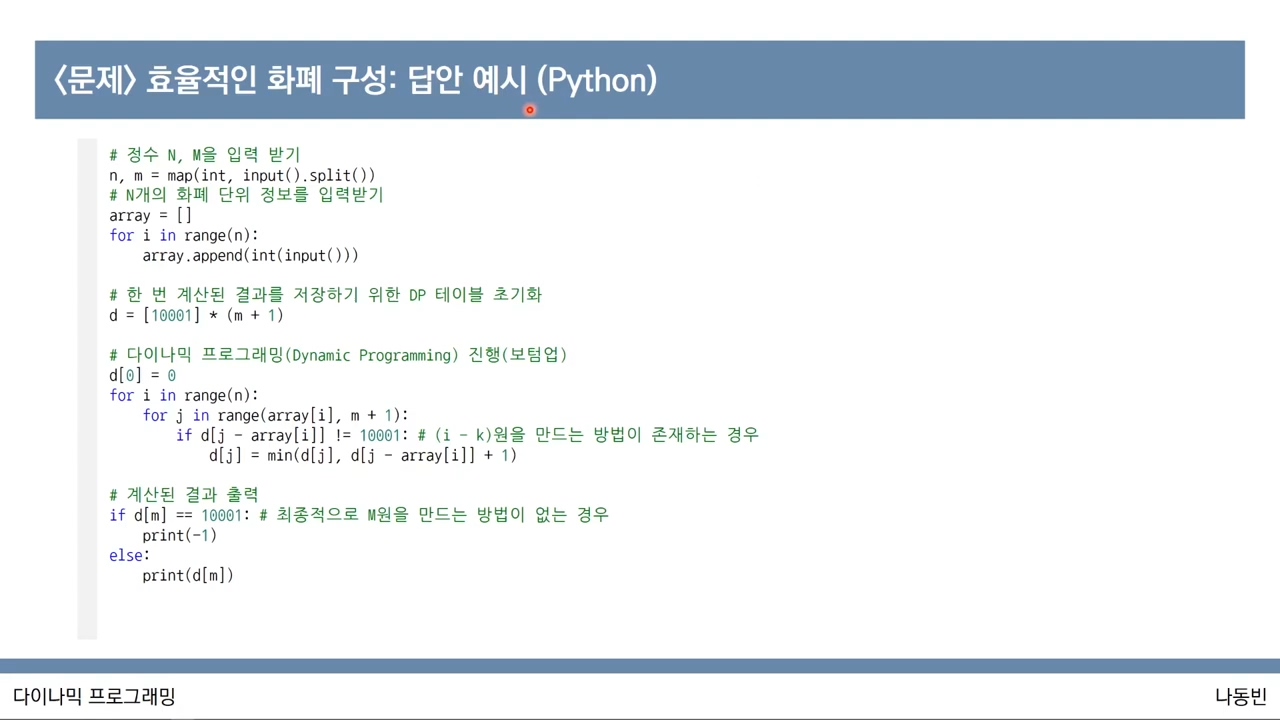 <문제> 효율적인 화폐 구성: 답안 예시 (Python)
# 정수 N, M을 입력 받기
n, m = map(int, input().split())
# N개의 화폐 단위 정보를 입력받기
array = []
for i in range(n):
    array.append(int(input()))
# 한 번 계산된 결과를 저장하기 위한 DP 테이블 초기화
d = [10001] * (m + 1)
# 다이나믹 프로그래밍(Dynamic Programming) 진행(보텀업)
d[0] = 0
for i in range(n):
    for j in range(array[i], m + 1):
        if d[j - array[i]] != 10001: # (i - k)원을 만드는 방법이 존재하는 경우
            d[j] = min(d[j], d[j - array[i]] + 1)
# 계산된 결과 출력
if d[m] == 10001: # 최종적으로 M원을 만드는 방법이 없는 경우
    print(-1)
else:
    print(d[m])
다이나믹 프로그래밍
나동빈